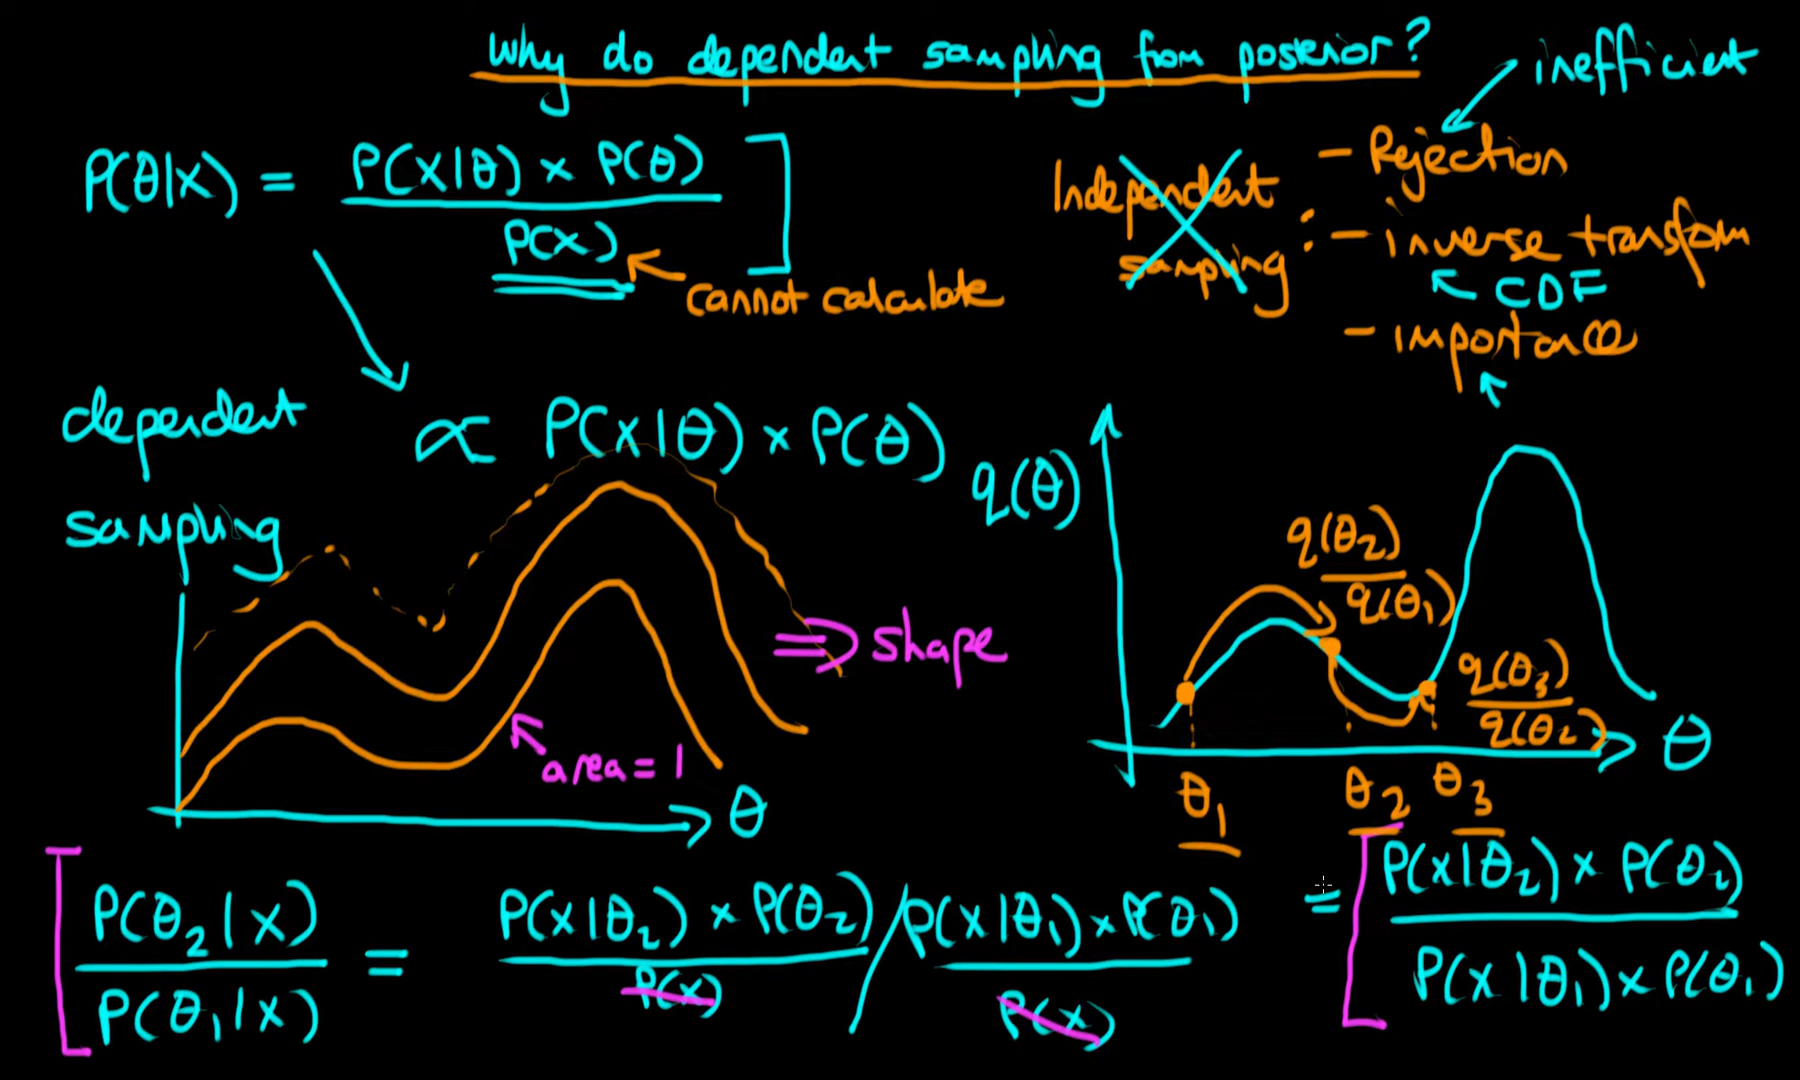 Why do dependent sampling from posterior?
inefficient
P(θ|X) = P(X|θ) × P(θ)
P(X)
cannot calculate
Independent
sampling :
- Rejection
- inverse transform
CDF
- importance
dependent
sampling
∝ P(X|θ) × P(θ)
⇒ shape
area = 1
θ
q(θ)
q(θ2)
q(θ1)
q(θ3)
q(θ2)
θ
θ1
θ2
θ3
P(θ2|X)
P(θ1|X)
=
P(X|θ2) × P(θ2) / P(X|θ1) × P(θ1)
P(X)
P(X)
=
P(X|θ2) × P(θ2)
P(X|θ1) × P(θ1)